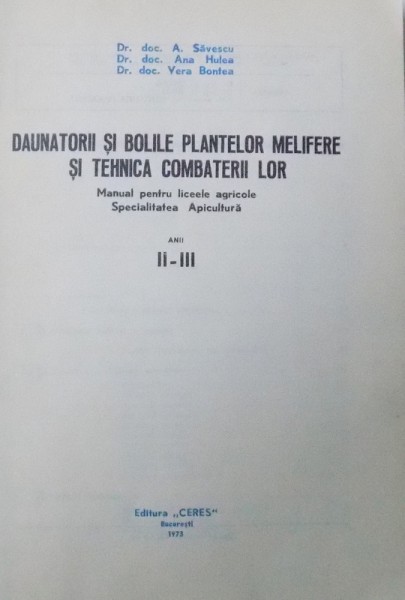 Dr. doc. A. Săvescu
Dr. doc. Ana Hulea
Dr. doc. Vera Bontea
DAUNATORII ȘI BOLILE PLANTELOR MELIFERE
ȘI TEHNICA COMBATERII LOR
Manual pentru liceele agricole
Specialitatea Apicultură
ANII
II-III
Editura „CERES"
București
1973